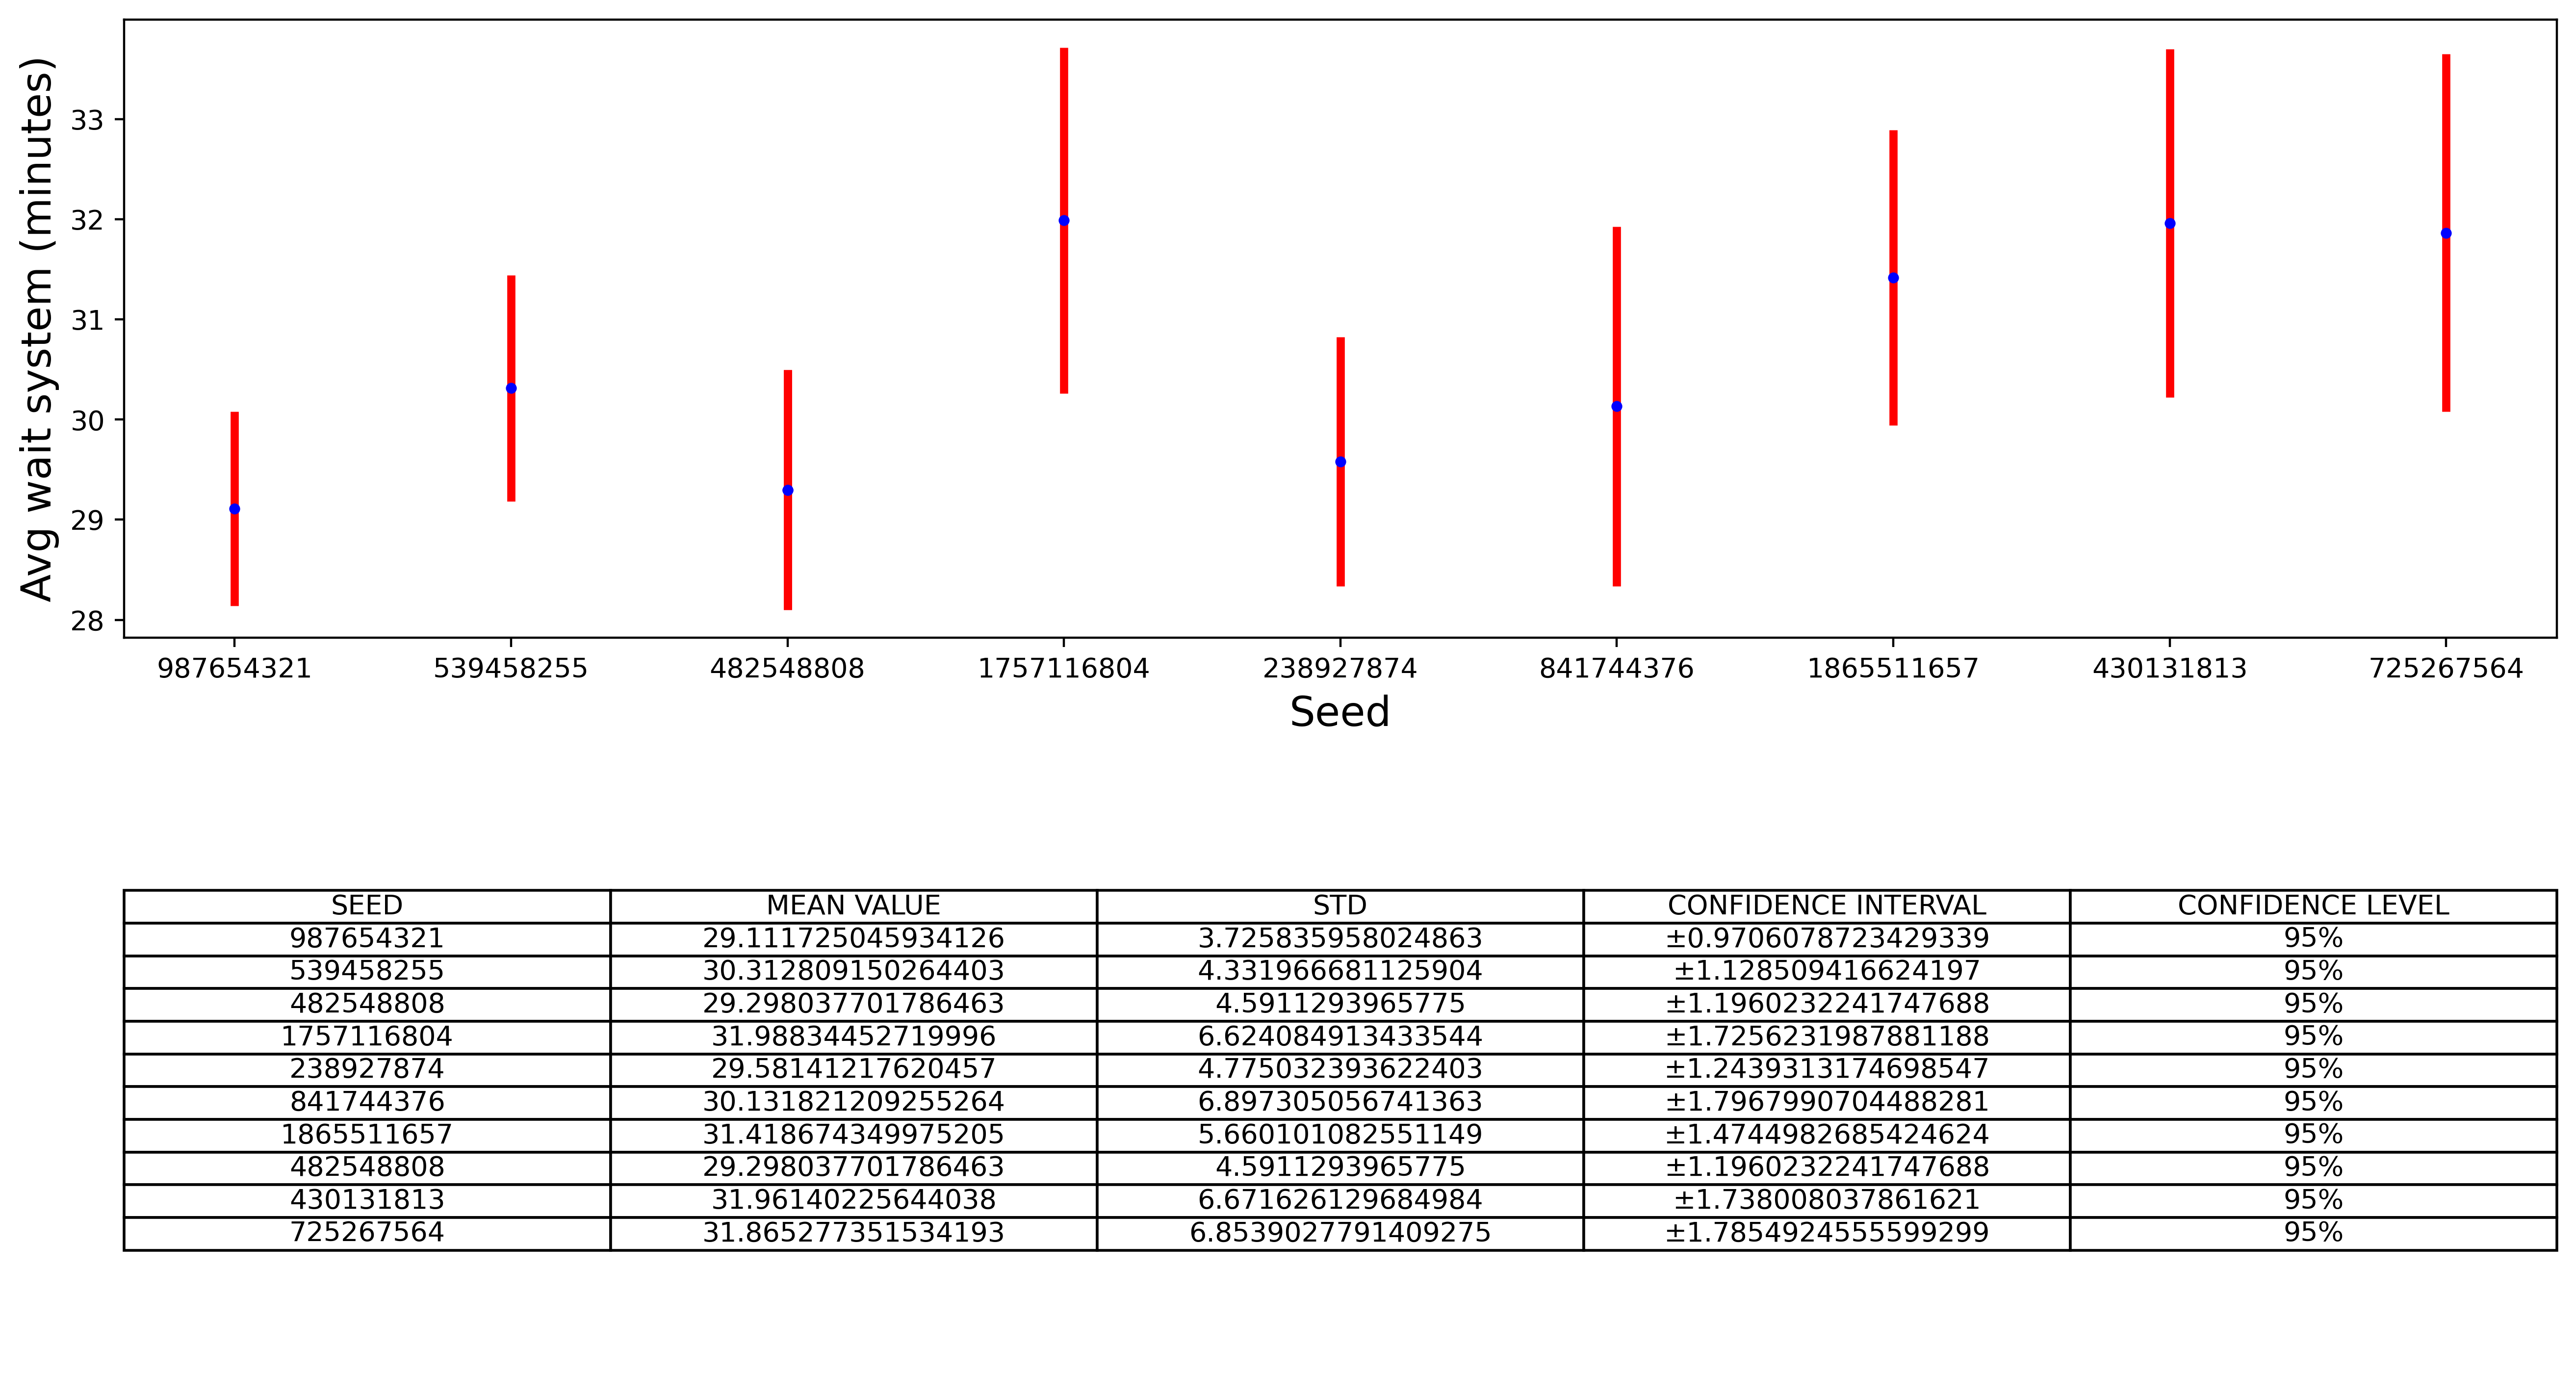 Avg wait system (minutes)
33
32
31
30
29
28
987654321 539458255 482548808 1757116804 238927874 841744376 1865511657 430131813 725267564
Seed
SEED MEAN VALUE STD CONFIDENCE INTERVAL CONFIDENCE LEVEL
987654321 29.111725045934126 3.725835958024863 ±0.9706078723429339 95%
539458255 30.312809150264403 4.331966681125904 ±1.128509416624197 95%
482548808 29.298037701786463 4.5911293965775 ±1.1960232241747688 95%
1757116804 31.98834452719996 6.624084913433544 ±1.7256231987881188 95%
238927874 29.58141217620457 4.775032393622403 ±1.2439313174698547 95%
841744376 30.131821209255264 6.897305056741363 ±1.7967990704488281 95%
1865511657 31.418674349975205 5.660101082551149 ±1.4744982685424624 95%
482548808 29.298037701786463 4.5911293965775 ±1.1960232241747688 95%
430131813 31.96140225644038 6.671626129684984 ±1.738008037861621 95%
725267564 31.865277351534193 6.8539027791409275 ±1.7854924555599299 95%